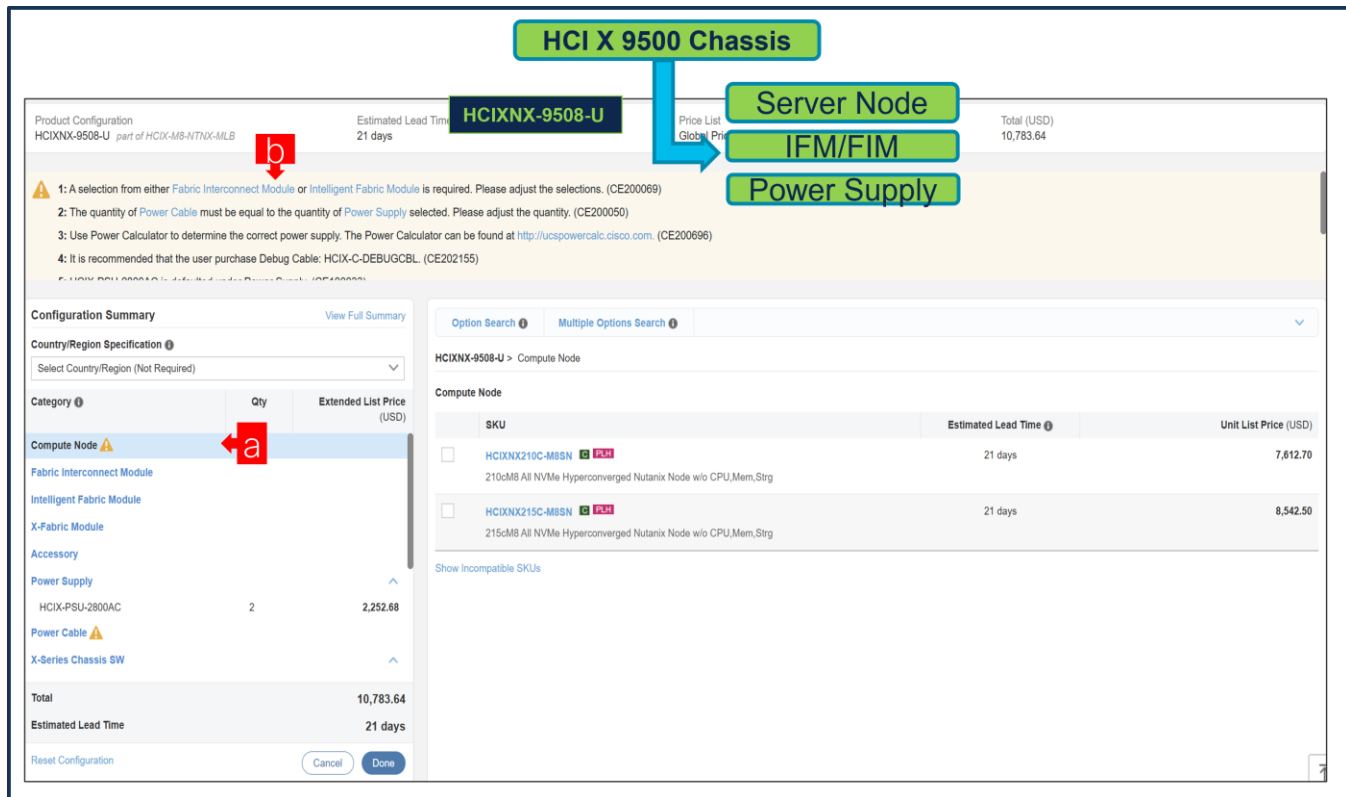 HCI X 9500 Chassis
HCIXNX-9508-U
Server Node
IFM/FIM
Power Supply
Product Configuration
HCIXNX-9508-U part of HCIX-M8-NTNX-MLB
Estimated Lead Time
21 days
Price List
Global
Total (USD)
10,783.64
b
1: A selection from either Fabric Interconnect Module or Intelligent Fabric Module is required. Please adjust the selections. (CE200069)
2: The quantity of Power Cable must be equal to the quantity of Power Supply selected. Please adjust the quantity. (CE200050)
3: Use Power Calculator to determine the correct power supply. The Power Calculator can be found at http://ucspowercalc.cisco.com. (CE200696)
4: It is recommended that the user purchase Debug Cable: HCIX-C-DEBUGCBL. (CE202155)
Configuration Summary
View Full Summary
Country/Region Specification
Select Country/Region (Not Required)
Category Qty Extended List Price
(USD)
Compute Node
a
Fabric Interconnect Module
Intelligent Fabric Module
X-Fabric Module
Accessory
Power Supply
HCIX-PSU-2800AC 2 2,252.68
Power Cable
X-Series Chassis SW
Total 10,783.64
Estimated Lead Time 21 days
Reset Configuration
Cancel
Done
Option Search
Multiple Options Search
HCIXNX-9508-U > Compute Node
Compute Node
SKU Estimated Lead Time Unit List Price (USD)
HCIXNX210C-M8SN C PLH 21 days 7,612.70
210cM8 All NVMe Hyperconverged Nutanix Node w/o CPU,Mem,Strg
HCIXNX215C-M8SN C PLH 21 days 8,542.50
215cM8 All NVMe Hyperconverged Nutanix Node w/o CPU,Mem,Strg
Show Incompatible SKUs